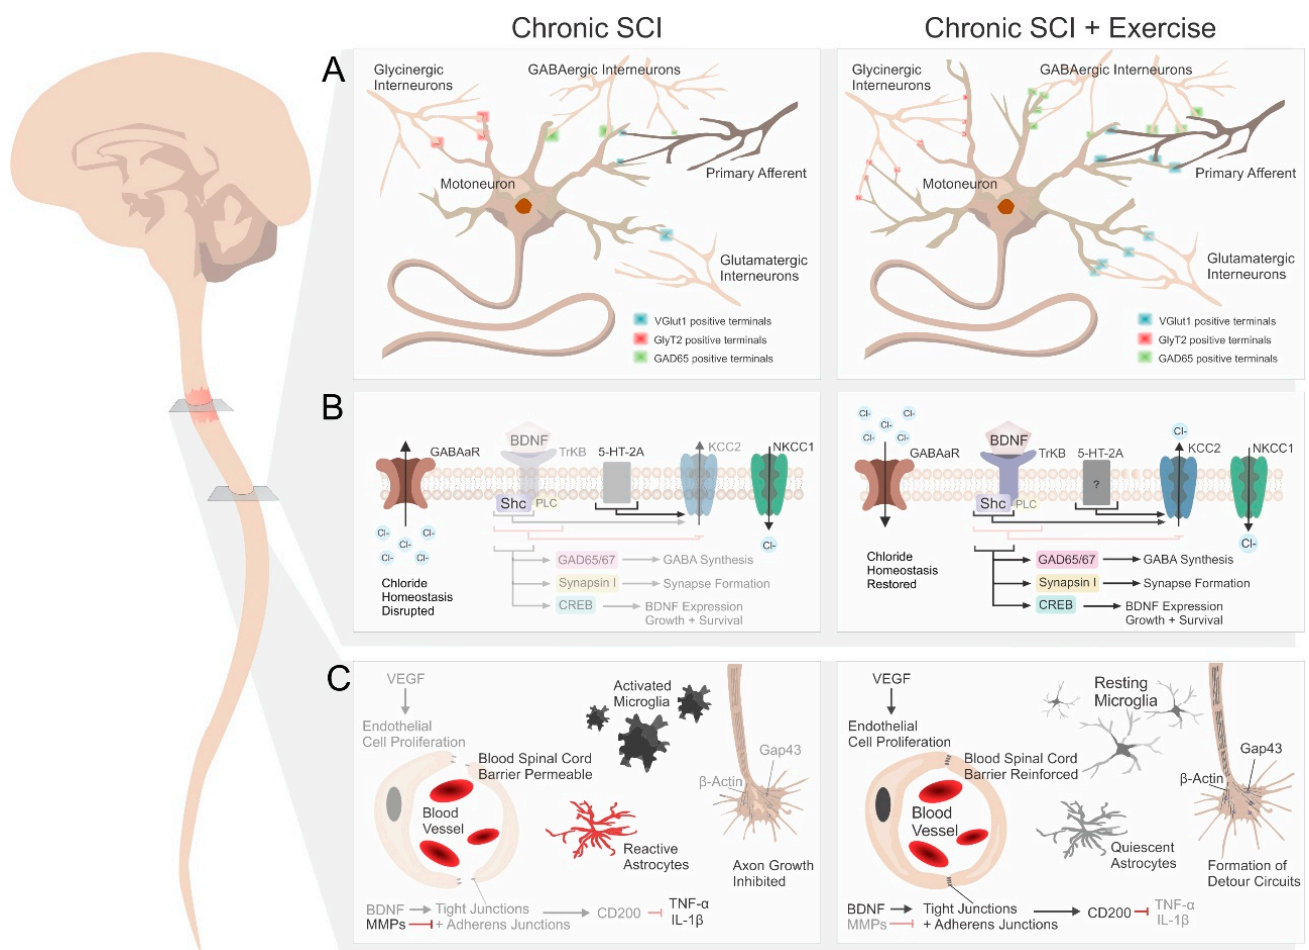 Chronic SCI
Chronic SCI + Exercise
A
Glycinergic
Interneurons
GABAergic Interneurons
Motoneuron
Primary Afferent
Glutamatergic
Interneurons
VGlut1 positive terminals
GlyT2 positive terminals
GAD65 positive terminals
Glycinergic
Interneurons
GABAergic Interneurons
Motoneuron
Primary Afferent
Glutamatergic
Interneurons
VGlut1 positive terminals
GlyT2 positive terminals
GAD65 positive terminals
B
GABAaR
BDNF
TrKB
5-HT-2A
KCC2
NKCC1
Shc
PLC
Cl-
Cl-
Cl-
Cl-
Cl-
Cl-
Chloride
Homeostasis
Disrupted
GAD65/67
GABA Synthesis
Synapsin I
Synapse Formation
CREB
BDNF Expression
Growth + Survival
Cl-
Cl-
Cl-
Cl-
Cl-
Cl-
GABAaR
BDNF
TrKB
5-HT-2A
KCC2
NKCC1
?
Shc
PLC
Cl-
Chloride
Homeostasis
Restored
GAD65/67
GABA Synthesis
Synapsin I
Synapse Formation
CREB
BDNF Expression
Growth + Survival
C
VEGF
Endothelial
Cell Proliferation
Activated
Microglia
Blood Spinal Cord
Barrier Permeable
Gap43
β-Actin
Blood
Vessel
Reactive
Astrocytes
Axon Growth
Inhibited
BDNF
Tight Junctions
MMPs
+ Adherens Junctions
CD200
TNF-α
IL-1β
VEGF
Endothelial
Cell Proliferation
Resting
Microglia
Blood Spinal Cord
Barrier Reinforced
Gap43
β-Actin
Blood
Vessel
Quiescent
Astrocytes
Formation of
Detour Circuits
BDNF
Tight Junctions
MMPs
+ Adherens Junctions
CD200
TNF-α
IL-1β